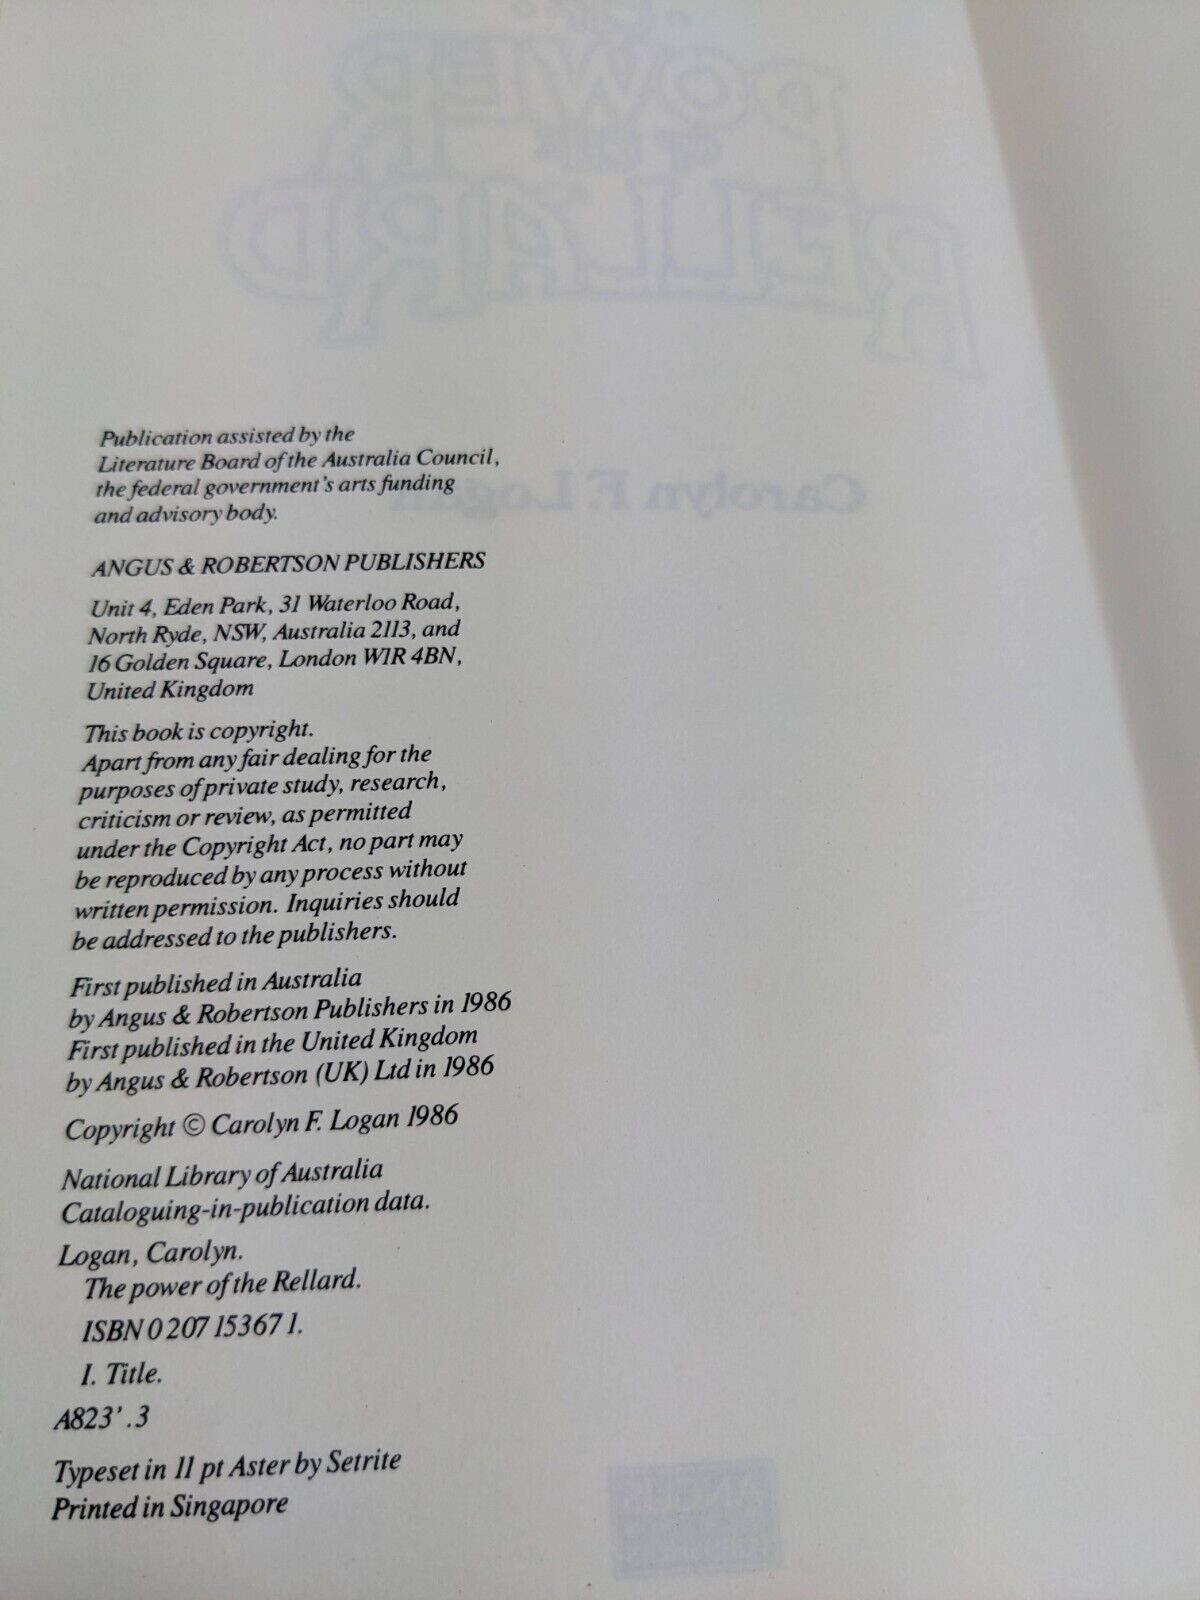 POWER
OF THE
RELLARD
Carolyn F. Logan
Publication assisted by the
Literature Board of the Australia Council,
the federal government's arts funding
and advisory body.
ANGUS & ROBERTSON PUBLISHERS
Unit 4, Eden Park, 31 Waterloo Road,
North Ryde, NSW, Australia 2113, and
16 Golden Square, London W1R 4BN,
United Kingdom
This book is copyright.
Apart from any fair dealing for the
purposes of private study, research,
criticism or review, as permitted
under the Copyright Act, no part may
be reproduced by any process without
written permission. Inquiries should
be addressed to the publishers.
First published in Australia
by Angus & Robertson Publishers in 1986
First published in the United Kingdom
by Angus & Robertson (UK) Ltd in 1986
Copyright © Carolyn F. Logan 1986
National Library of Australia
Cataloguing-in-publication data.
Logan, Carolyn.
The power of the Rellard.
ISBN 0 207 15367 1.
I. Title.
A823'.3
Typeset in 11 pt Aster by Setrite
Printed in Singapore
ANGUS